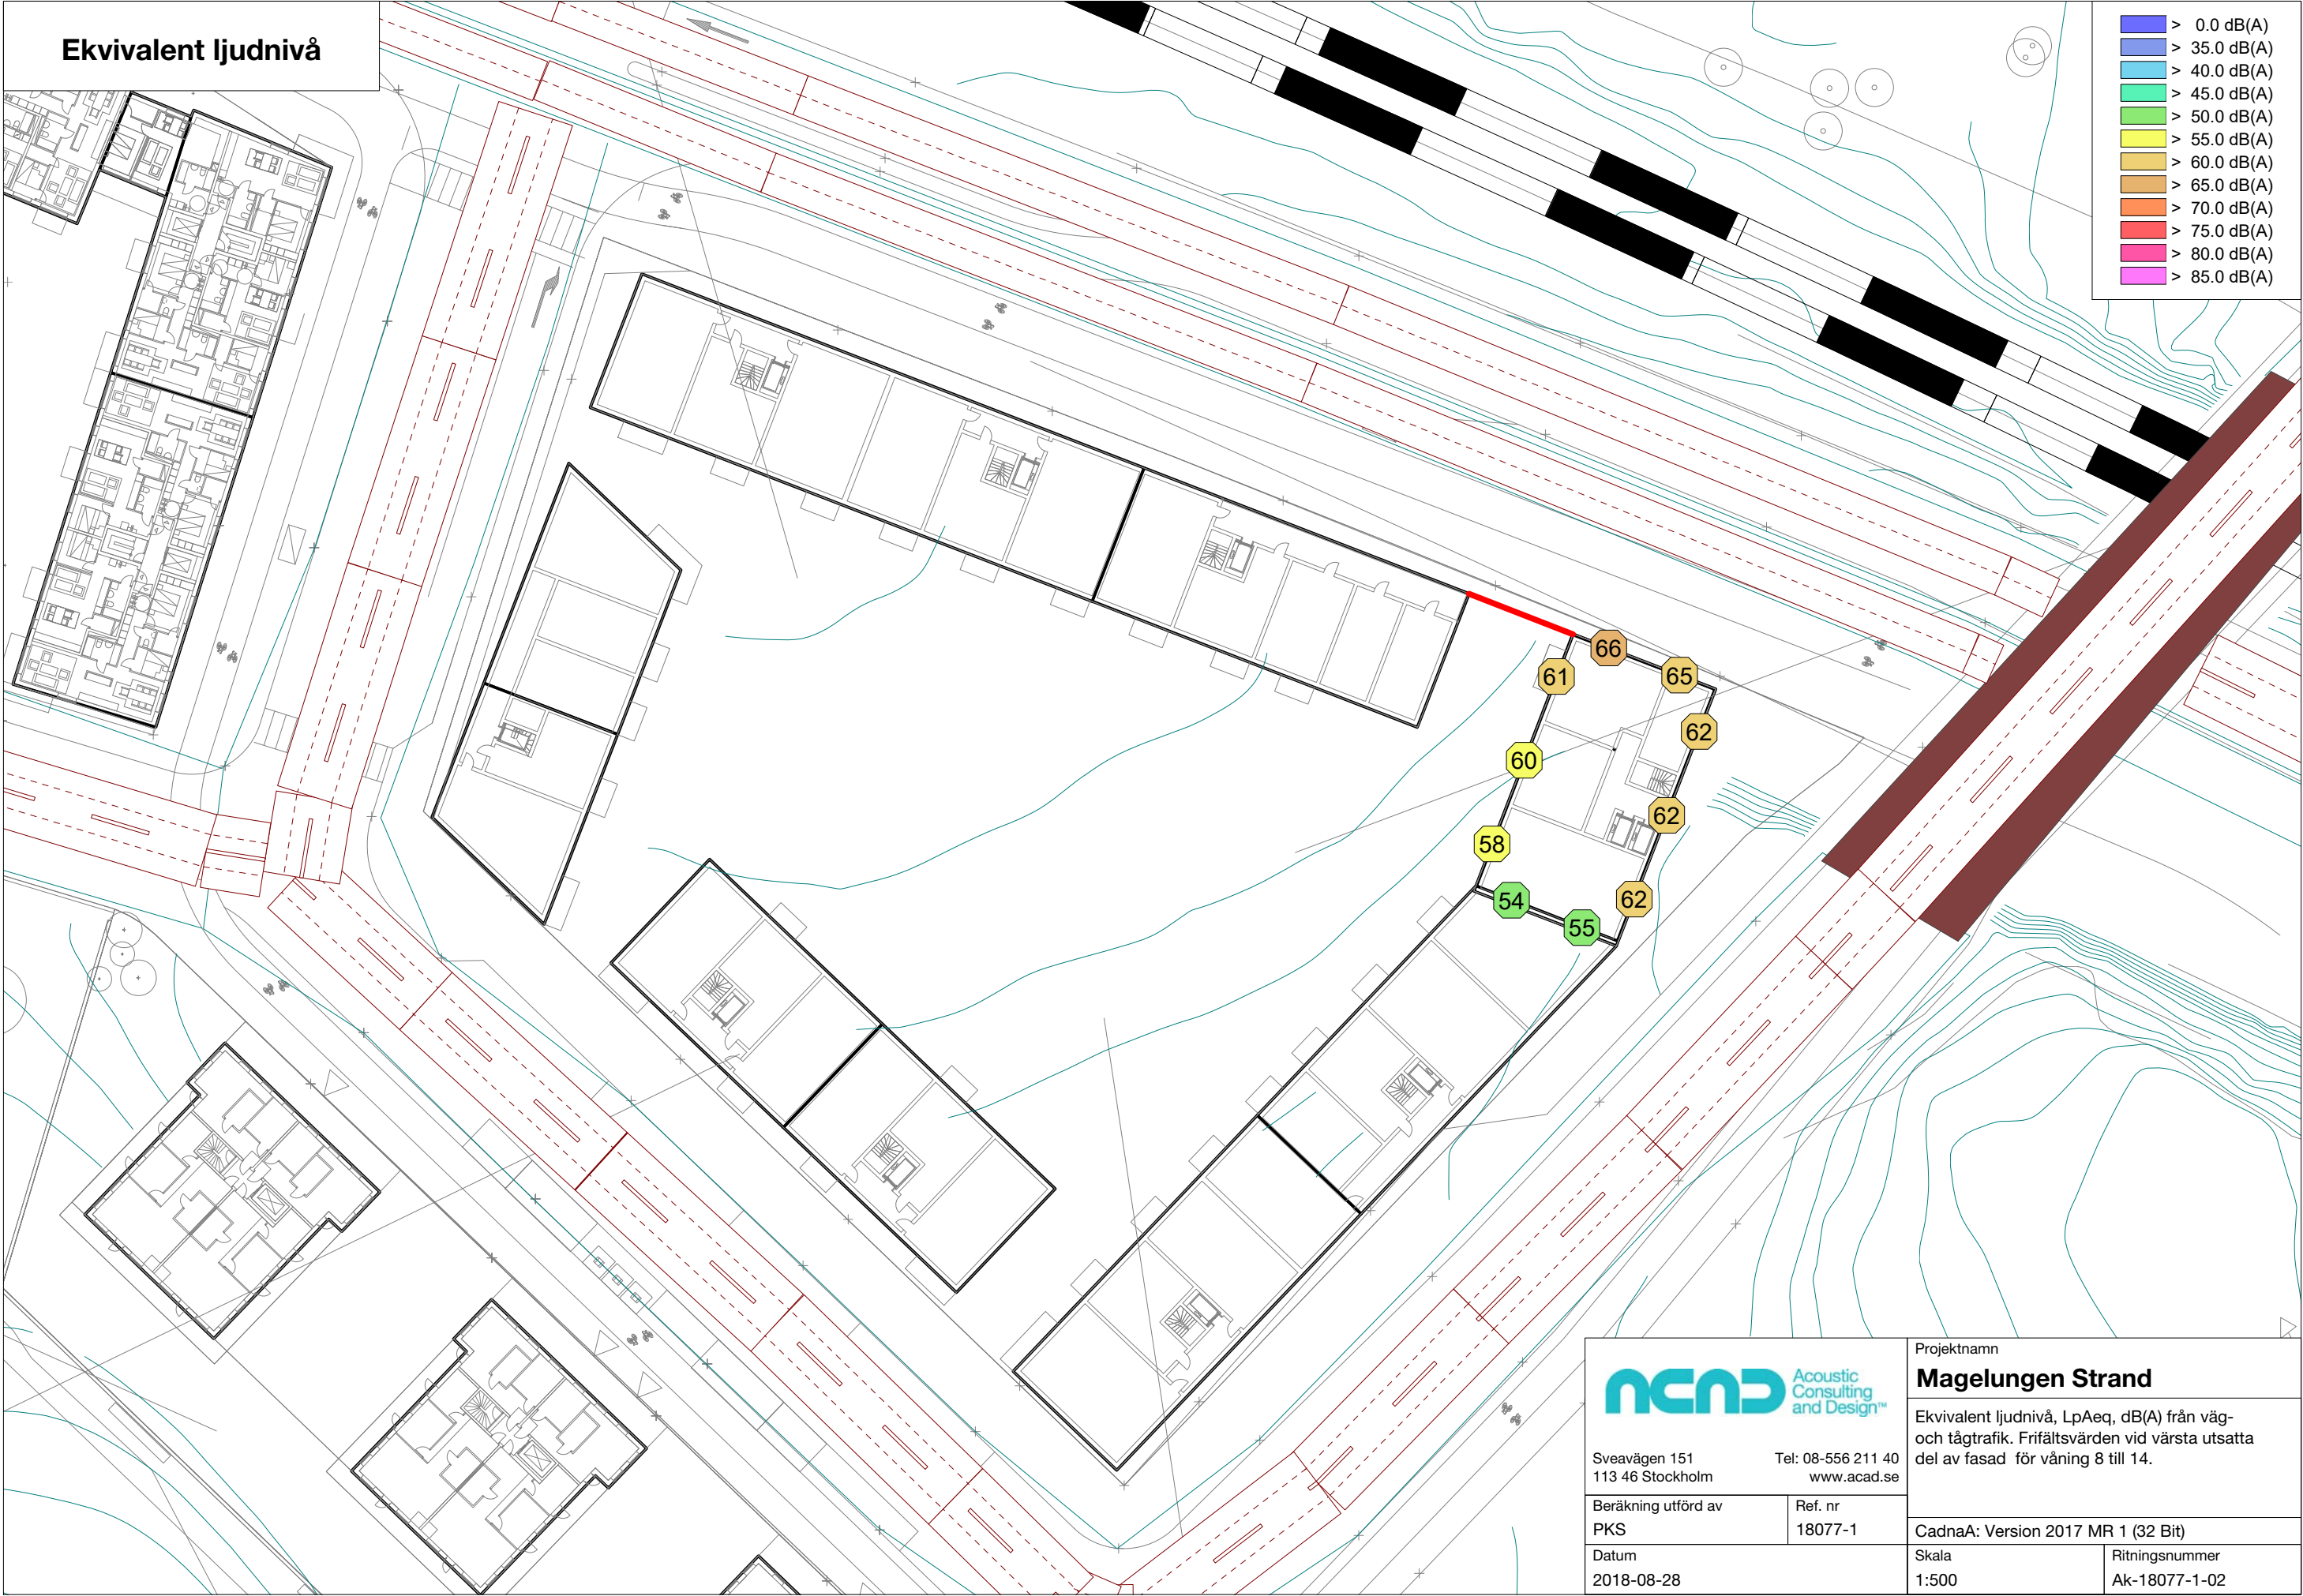 Ekvivalent ljudnivå
> 0.0 dB(A)
> 35.0 dB(A)
> 40.0 dB(A)
> 45.0 dB(A)
> 50.0 dB(A)
> 55.0 dB(A)
> 60.0 dB(A)
> 65.0 dB(A)
> 70.0 dB(A)
> 75.0 dB(A)
> 80.0 dB(A)
> 85.0 dB(A)
66
61
65
62
60
62
58
62
54
55
acad Acoustic
Consulting
and Design™
Sveavägen 151 Tel: 08-556 211 40
113 46 Stockholm www.acad.se
Beräkning utförd av
PKS
Ref. nr
18077-1
Datum
2018-08-28
Projektnamn
Magelungen Strand
Ekvivalent ljudnivå, LpAeq, dB(A) från väg-
och tågtrafik. Frifältsvärden vid värsta utsatta
del av fasad för våning 8 till 14.
CadnaA: Version 2017 MR 1 (32 Bit)
Skala
1:500
Ritningsnummer
Ak-18077-1-02